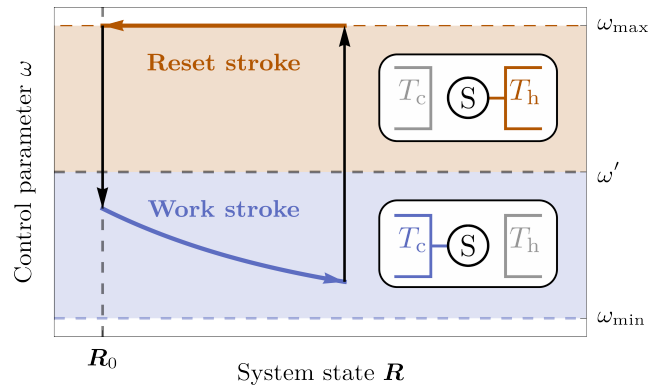 ω_max
Reset stroke
T_c S T_h
Control parameter ω
ω′
Work stroke
T_c S T_h
ω_min
R_0
System state R